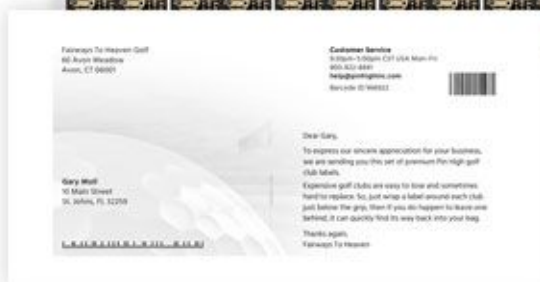 Fairways To Heaven Golf
60 Avon Meadow
Avon, CT 06001
Customer Service
9:00am-5:00pm CST USA Mon-Fri
help@pinhighinc.com
Barcode ID
Dear Gary,
To express our sincere appreciation for your business,
we are sending you this set of premium Pin High golf
club labels.
Expensive golf clubs are easy to lose and sometimes
hard to replace. So, just wrap a label around each club
just below the grip, then if you do happen to leave one
behind, it can quickly find its way back into your bag.
Thanks again,
Fairways To Heaven
Gary Moll
10 Main Street
St. Johns, FL 32259